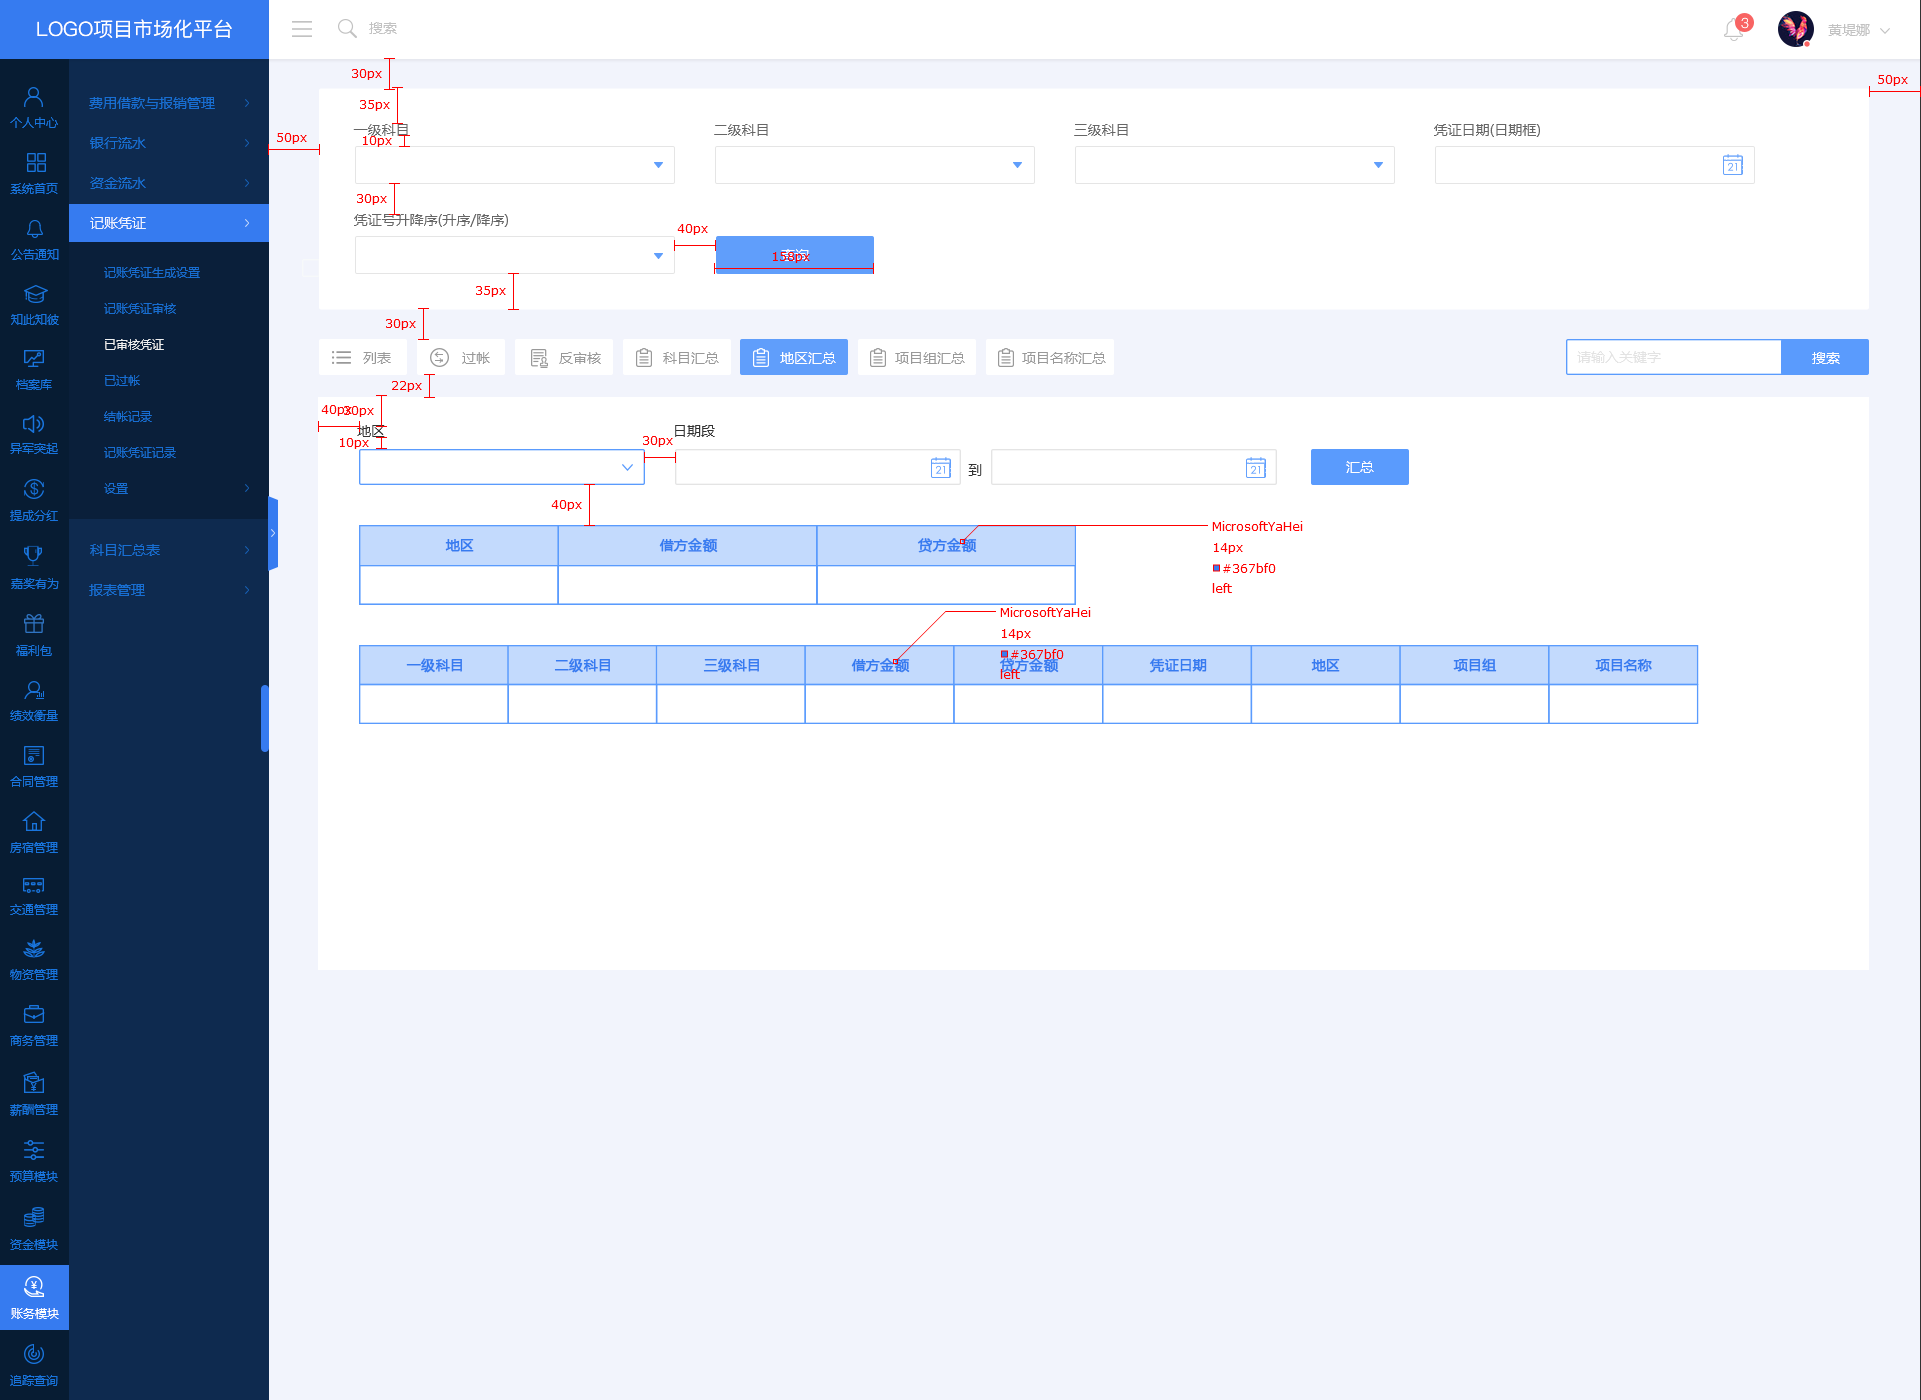 LOGO项目市场化平台
搜索
3
黄堤娜
个人中心
系统首页
公告通知
知此知彼
档案库
异军突起
提成分红
嘉奖有为
福利包
绩效衡量
合同管理
房宿管理
交通管理
物资管理
商务管理
薪酬管理
预算模块
资金模块
账务模块
追踪查询
费用借款与报销管理
银行流水
资金流水
记账凭证
记账凭证生成设置
记账凭证审核
已审核凭证
已过帐
结帐记录
记账凭证记录
设置
科目汇总表
报表管理
30px
50px
35px
50px
一级科目 二级科目 三级科目 凭证日期(日期框)
10px
21
30px
凭证号升降序(升序/降序)
40px
查询
158px
35px
30px
列表 过帐 反审核 科目汇总 地区汇总 项目组汇总 项目名称汇总 请输入关键字 搜索
22px
40px 30px
地区 日期段
10px 30px
21 到 21 汇总
40px
地区 借方金额 贷方金额
MicrosoftYaHei
14px
#367bf0
left
MicrosoftYaHei
14px
#367bf0
left
一级科目 二级科目 三级科目 借方金额 贷方金额 凭证日期 地区 项目组 项目名称